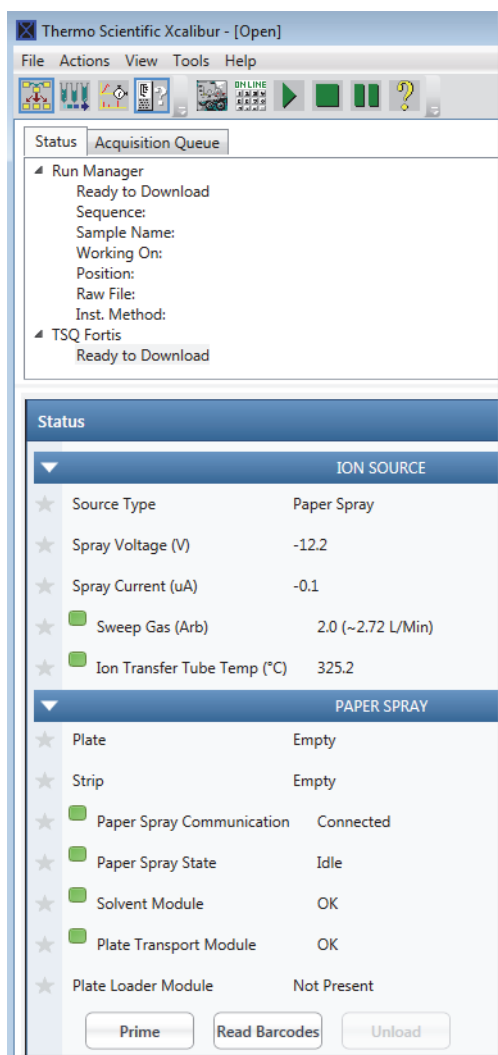 Thermo Scientific Xcalibur - [Open]
File Actions View Tools Help
ON LINE
Status Acquisition Queue
Run Manager
Ready to Download
Sequence:
Sample Name:
Working On:
Position:
Raw File:
Inst. Method:
TSQ Fortis
Ready to Download
Status
ION SOURCE
Source Type Paper Spray
Spray Voltage (V) -12.2
Spray Current (uA) -0.1
Sweep Gas (Arb) 2.0 (~2.72 L/Min)
Ion Transfer Tube Temp (°C) 325.2
PAPER SPRAY
Plate Empty
Strip Empty
Paper Spray Communication Connected
Paper Spray State Idle
Solvent Module OK
Plate Transport Module OK
Plate Loader Module Not Present
Prime Read Barcodes Unload